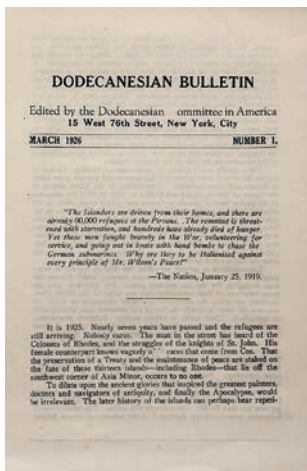 DODECANESIAN BULLETIN
Edited by the Dodecanesian ommittee in America
15 West 76th Street, New York, City
MARCH 1926 NUMBER 1.
"The Islanders are driven from their homes, and there are
already 60,000 refugees at the Piraeus. . The remnant is threat-
ened with starvation, and hundreds have already died of hunger.
Yet these men fought bravely in the War, volunteering for
service, and going out in boats with hand bombs to chase the
German submarines. Why are they to be Italianised against
every principle of Mr. Wilson's Peace?"
—The Nation, January 25, 1919.
It is 1925. Nearly seven years have passed and the refugees are
still arriving. Nobody cares. The man in the street has heard of the
Colossus of Rhodes, and the struggles of the knights of St. John. His
female counterpart knows vaguely o' vases that come from Cos. That
the preservation of a Treaty and the maintenance of peace are staked on
the fate of these thirteen islands—including Rhodes—that lie off the
southwest corner of Asia Minor, occurs to no one.
To dilate upon the ancient glories that inspired the greatest painters,
doctors and navigators of antiquity, and finally the Apocalypse, would
be irrelevant. The later history of the islands can perhaps bear repeti-